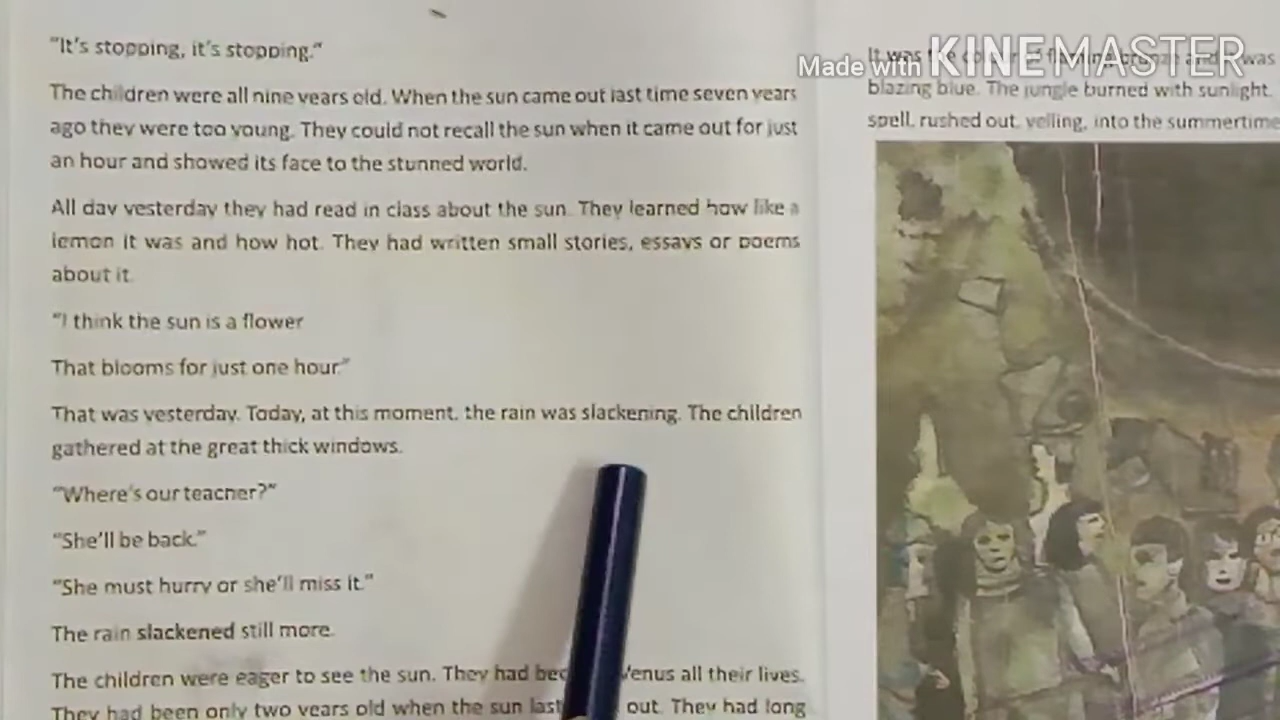 "It's stopping, it's stopping."
The children were all nine years old. When the sun came out last time seven years
ago they were too young. They could not recall the sun when it came out for just
an hour and showed its face to the stunned world.
All day yesterday they had read in class about the sun. They learned how like a
lemon it was and how hot. They had written small stories, essays or poems
about it.
"I think the sun is a flower
That blooms for just one hour."
That was yesterday. Today, at this moment, the rain was slackening. The children
gathered at the great thick windows.
"Where's our teacher?"
"She'll be back."
"She must hurry or she'll miss it."
The rain slackened still more.
The children were eager to see the sun. They had Venus all their lives.
They had been only two years old when the sun last out. They had long
Made with KINEMASTER
It was was
blazing blue. The jungle burned with sunlight.
spell, rushed out, yelling, into the summertime